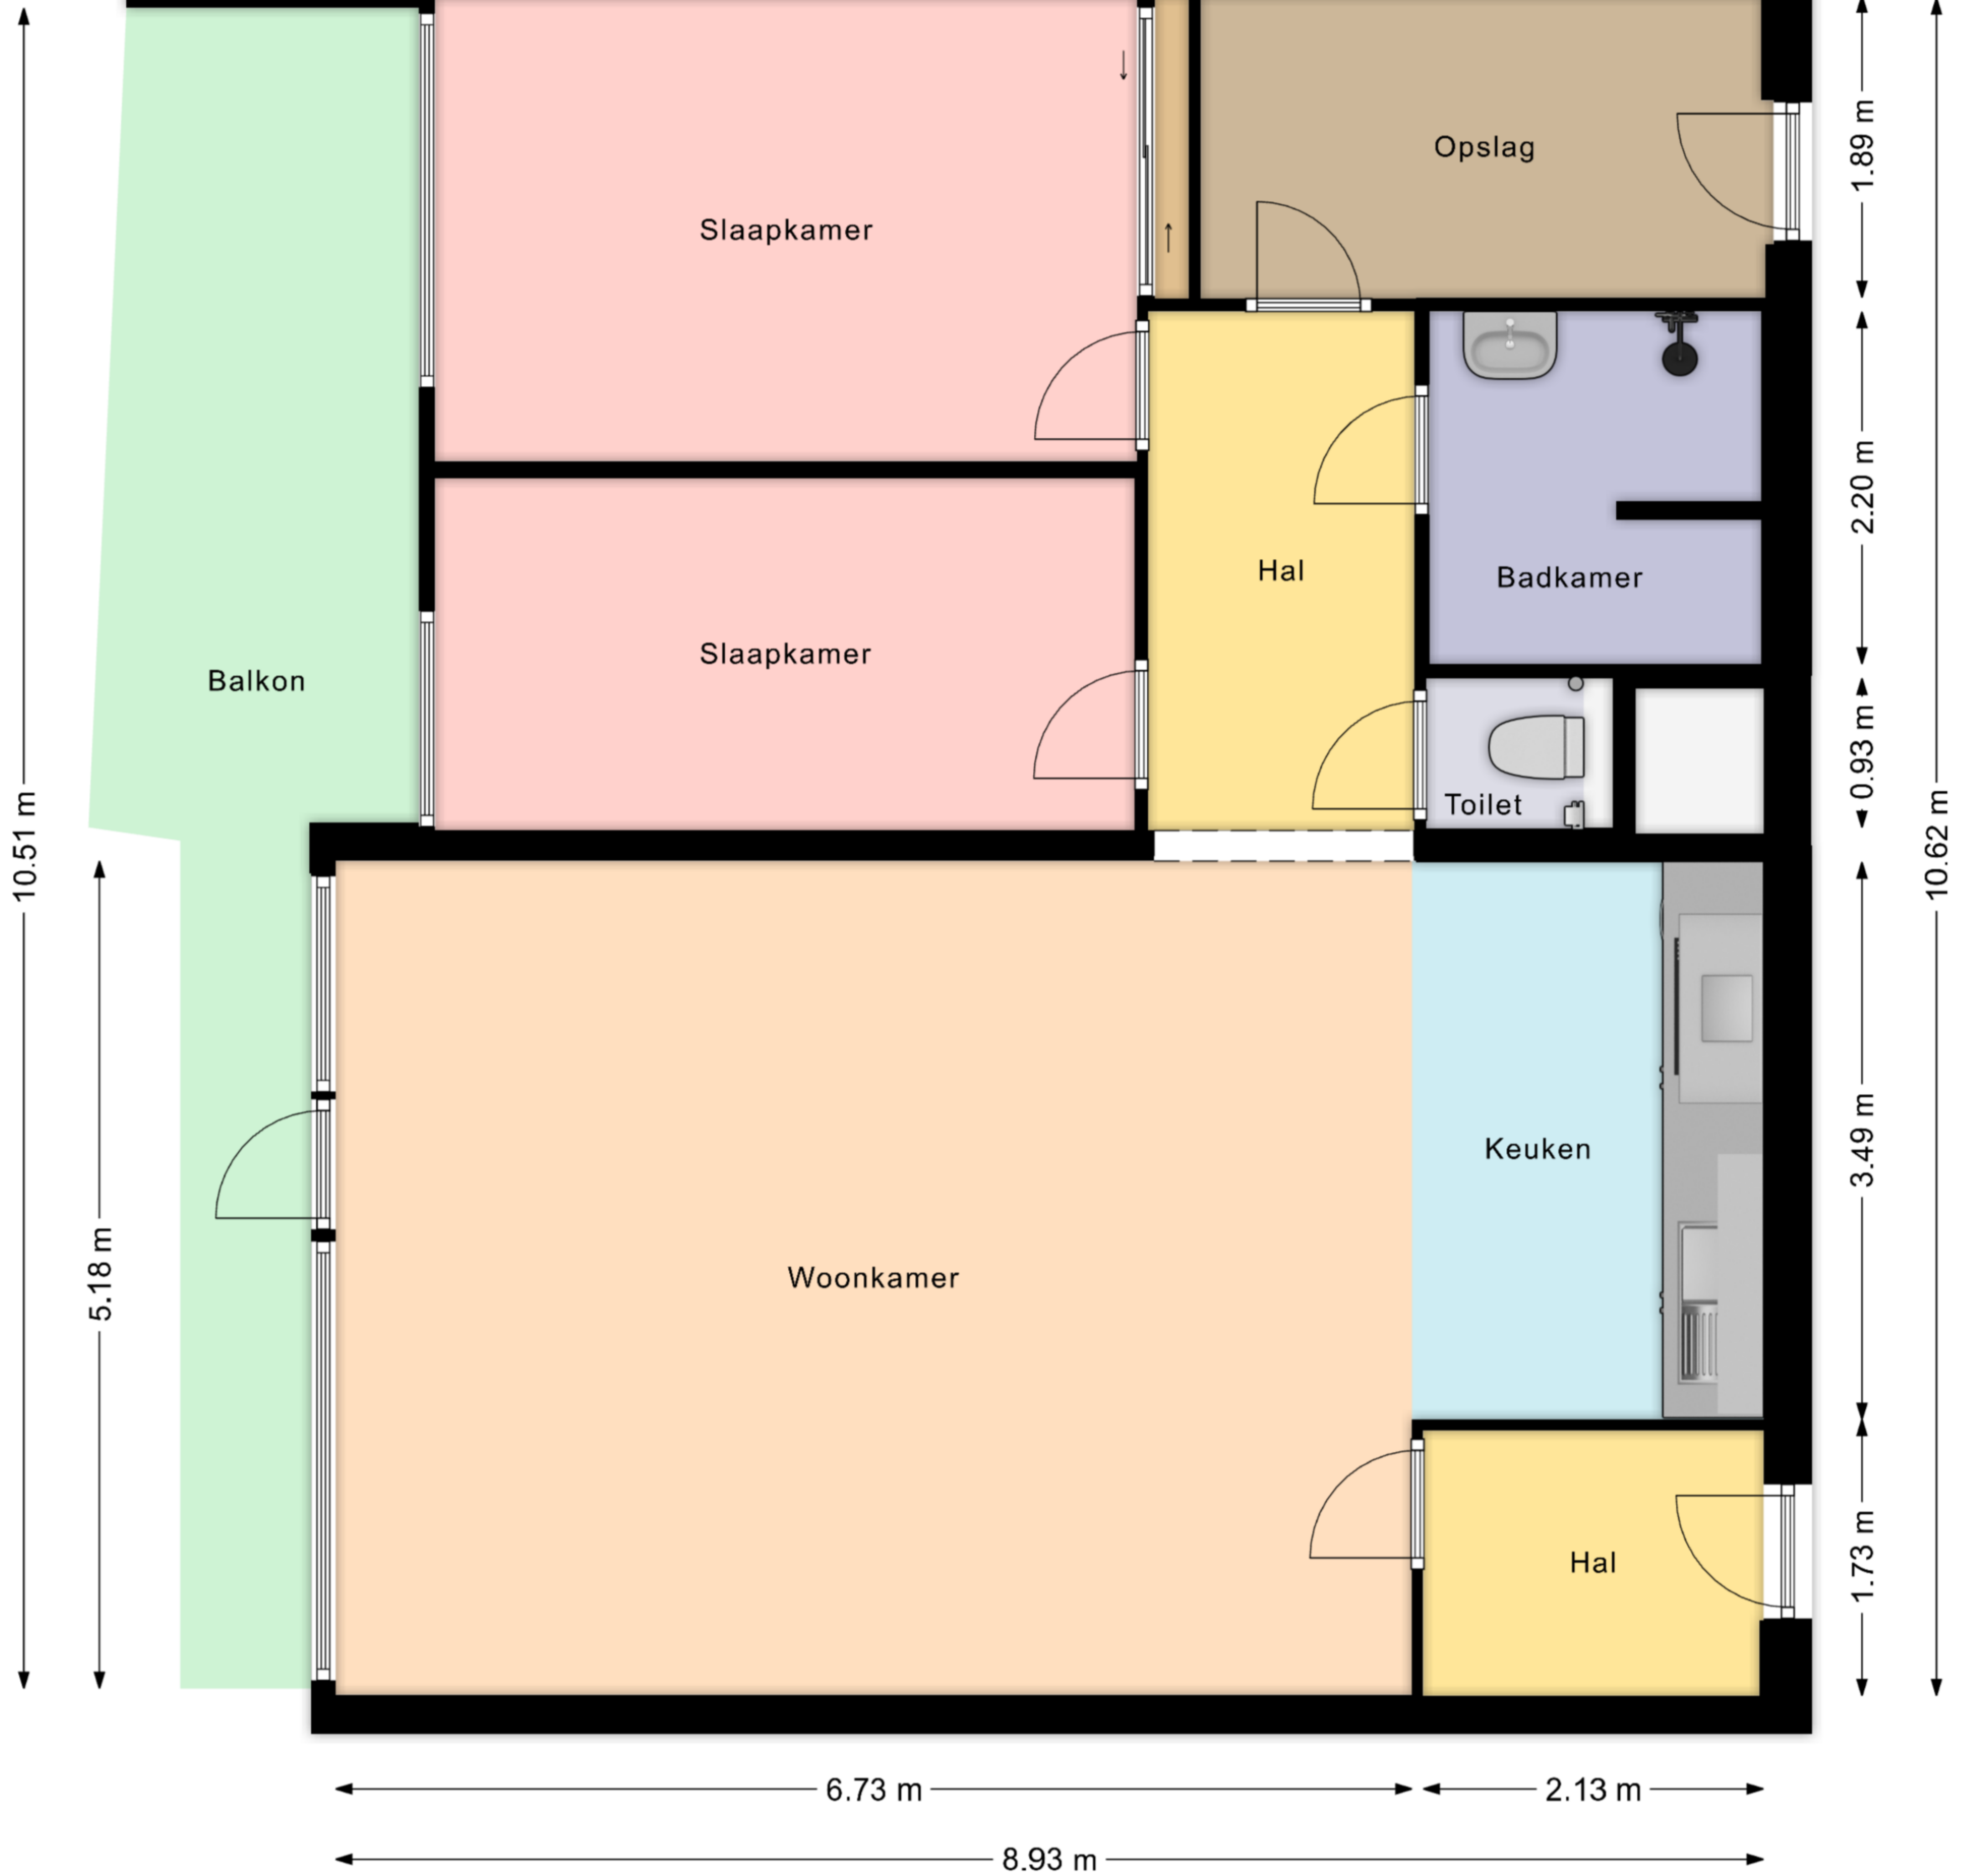 Opslag
1.89 m
Slaapkamer
2.20 m
Hal
Badkamer
Slaapkamer
Balkon
0.93 m
Toilet
10.51 m
10.62 m
Keuken
3.49 m
5.18 m
Woonkamer
Hal
1.73 m
6.73 m
2.13 m
8.93 m